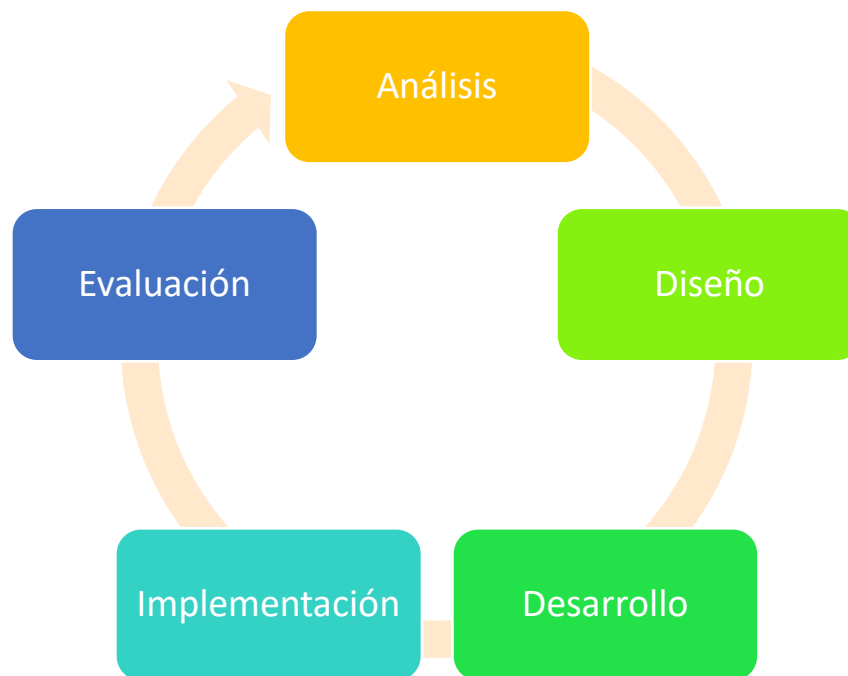 Análisis
Diseño
Desarrollo
Implementación
Evaluación